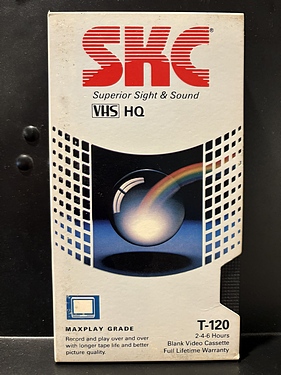 SKC®
Superior Sight & Sound
VHS HQ
MAXPLAY GRADE
Record and play over and over
with longer tape life and better
picture quality.
T-120
2-4-6 Hours
Blank Video Cassette
Full Lifetime Warranty